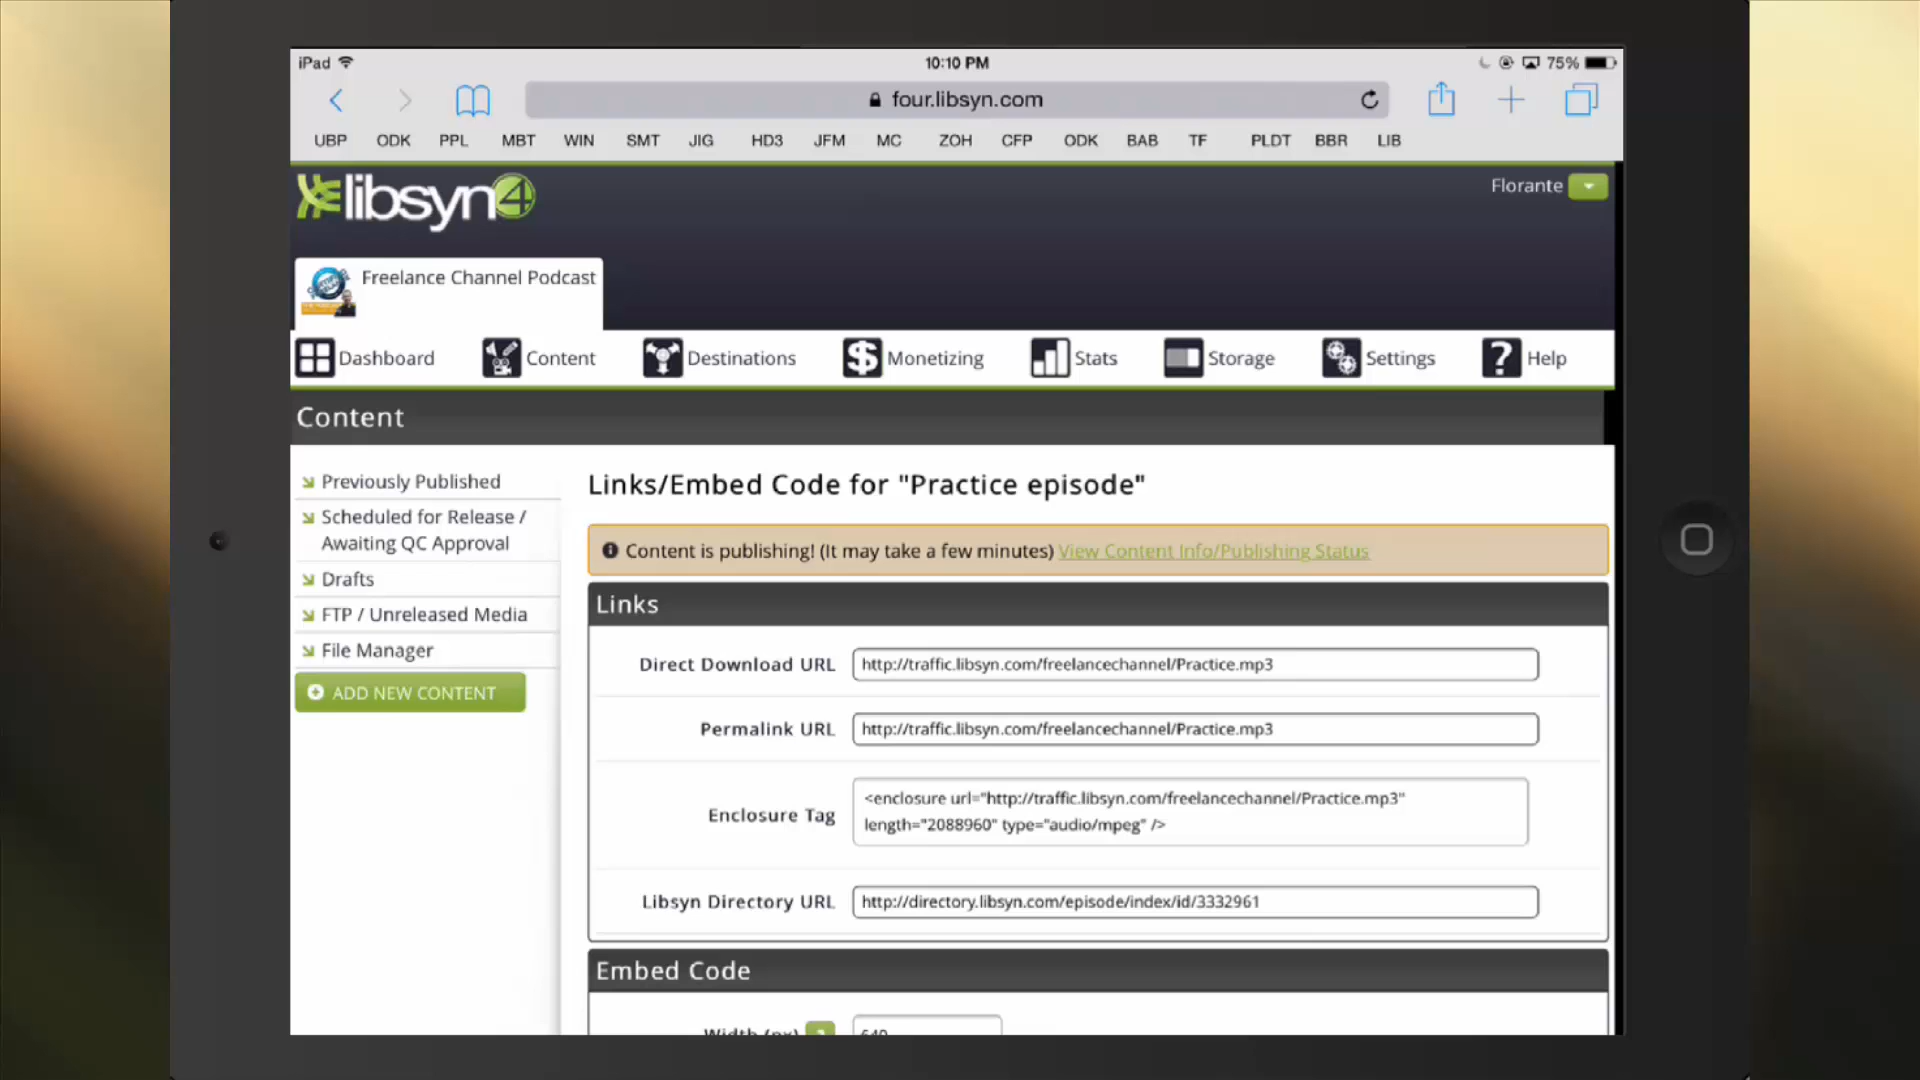 iPad 10:10 PM 75%
four.libsyn.com
UBP ODK PPL MBT WIN SMT JIG HD3 JFM MC ZOH CFP ODK BAB TF PLDT BBR LIB
libsyn4 Florante
Freelance Channel Podcast
Dashboard Content Destinations Monetizing Stats Storage Settings Help
Content
Previously Published
Scheduled for Release /
Awaiting QC Approval
Drafts
FTP / Unreleased Media
File Manager
ADD NEW CONTENT
Links/Embed Code for "Practice episode"
Content is publishing! (It may take a few minutes) View Content Info/Publishing Status
Links
Direct Download URL http://traffic.libsyn.com/freelancechannel/Practice.mp3
Permalink URL http://traffic.libsyn.com/freelancechannel/Practice.mp3
Enclosure Tag <enclosure url="http://traffic.libsyn.com/freelancechannel/Practice.mp3"
length="2088960" type="audio/mpeg" />
Libsyn Directory URL http://directory.libsyn.com/episode/index/id/3332961
Embed Code
Width (px) ? 640